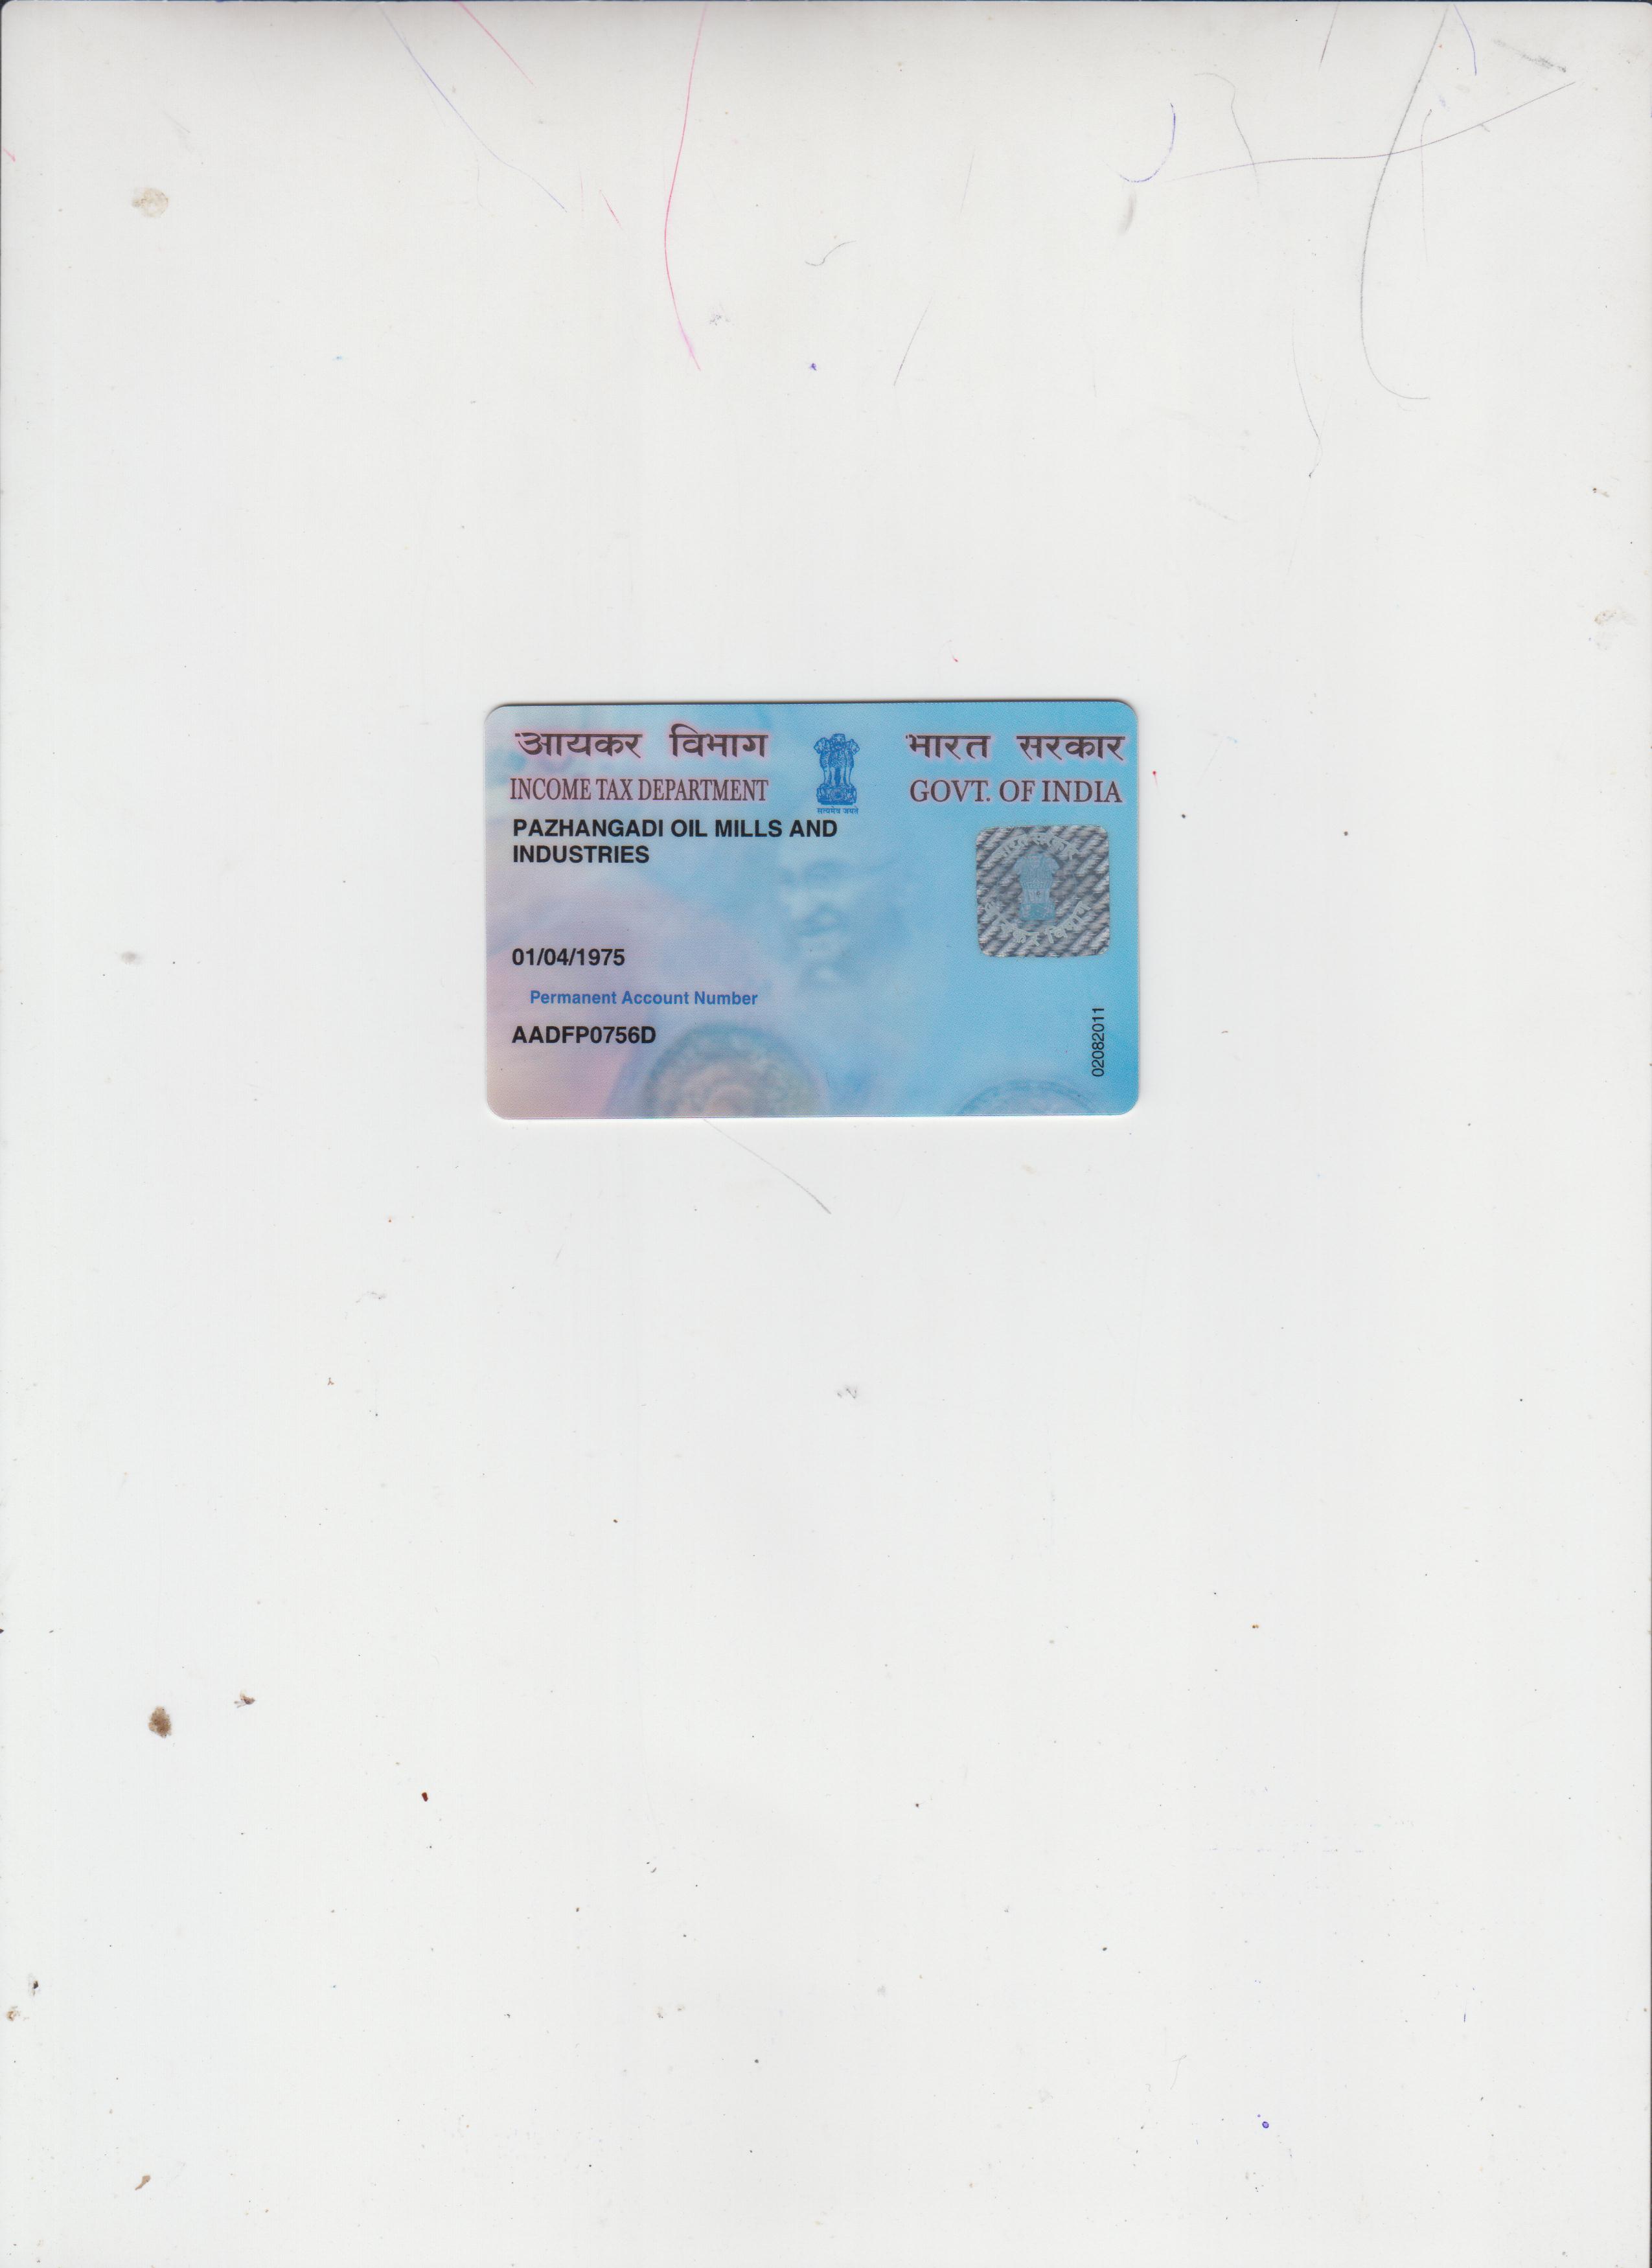 आयकर विभाग
INCOME TAX DEPARTMENT
सत्यमेव जयते
भारत सरकार
GOVT. OF INDIA
PAZHANGADI OIL MILLS AND
INDUSTRIES
01/04/1975
Permanent Account Number
AADFP0756D
02082011